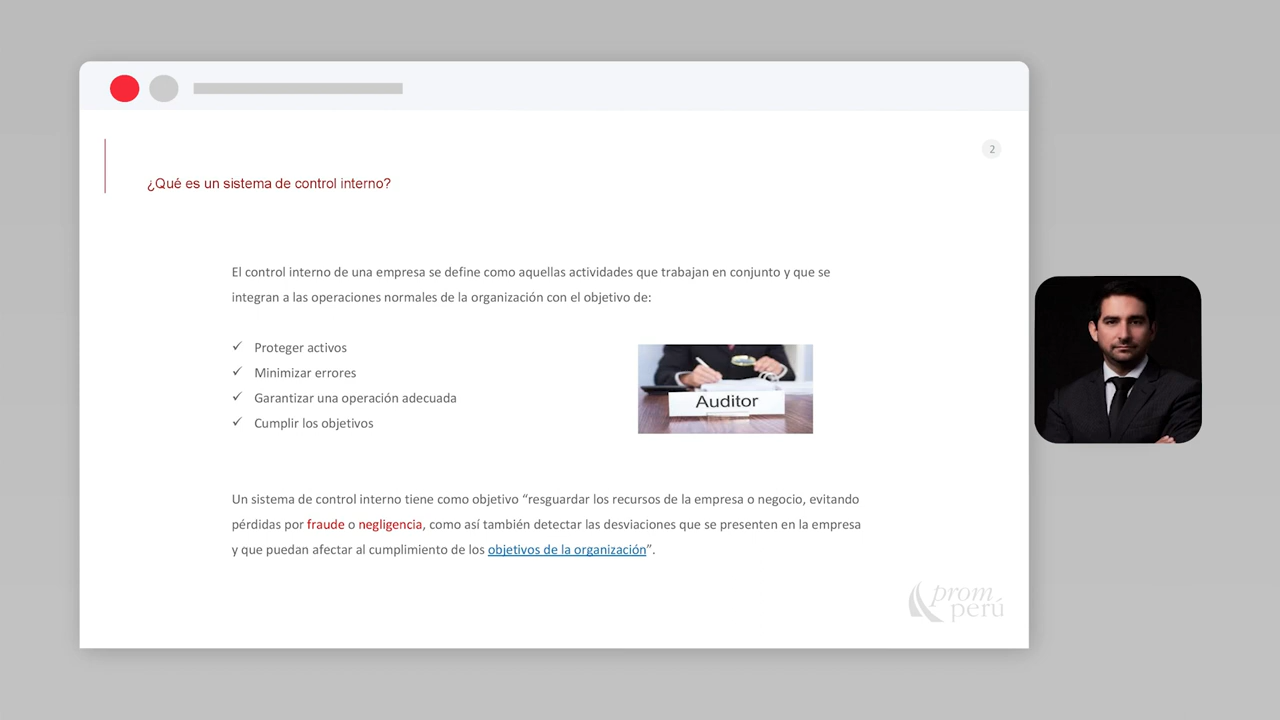 2
¿Qué es un sistema de control interno?
El control interno de una empresa se define como aquellas actividades que trabajan en conjunto y que se
integran a las operaciones normales de la organización con el objetivo de:
✓ Proteger activos
✓ Minimizar errores
✓ Garantizar una operación adecuada
✓ Cumplir los objetivos
Auditor
Un sistema de control interno tiene como objetivo “resguardar los recursos de la empresa o negocio, evitando
pérdidas por fraude o negligencia, como así también detectar las desviaciones que se presenten en la empresa
y que puedan afectar al cumplimiento de los objetivos de la organización”.
prom
perú